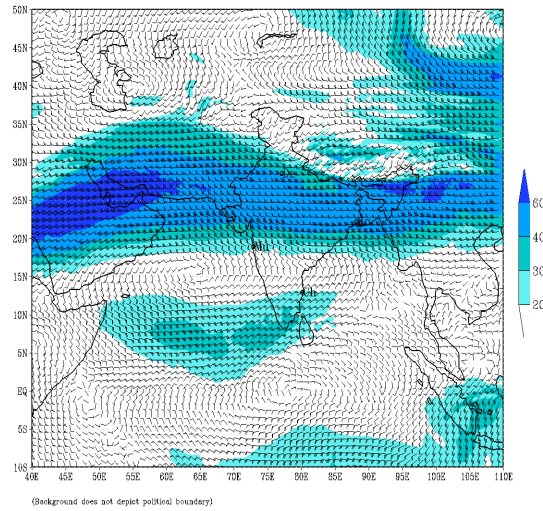 50N
45N
40N
35N
30N
25N
20N
15N
10N
5N
EQ
5S
10S
40E 45E 50E 55E 60E 65E 70E 75E 80E 85E 90E 95E 100E 105E 110E
60
40
30
20
(Background does not depict political boundary)